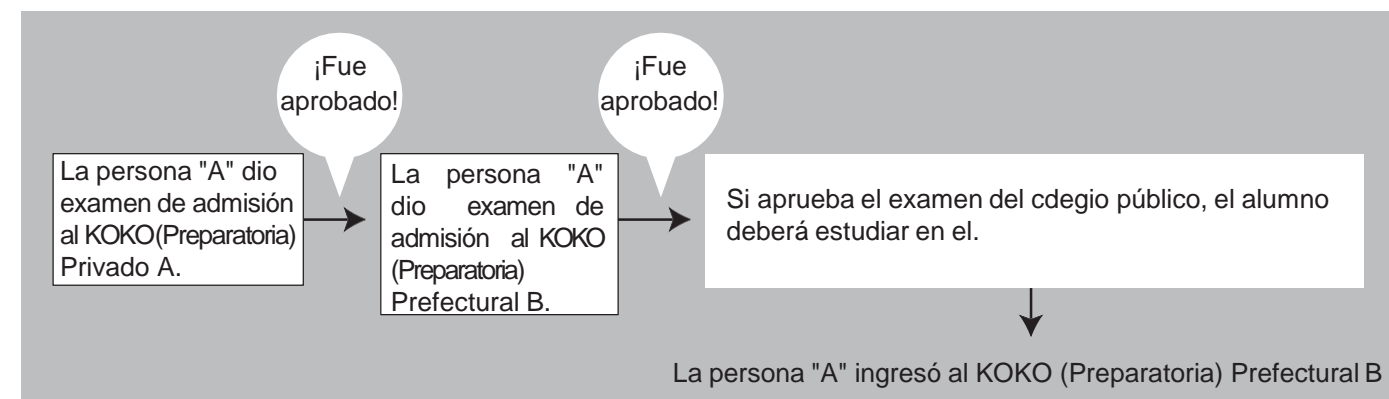 ¡Fue
aprobado!
¡Fue
aprobado!
La persona "A" dio
examen de admisión
al KOKO(Preparatoria)
Privado A.
La persona "A"
dio examen de
admisión al KOKO
(Preparatoria)
Prefectural B.
Si aprueba el examen del cdegio público, el alumno
deberá estudiar en el.
La persona "A" ingresó al KOKO (Preparatoria) Prefectural B